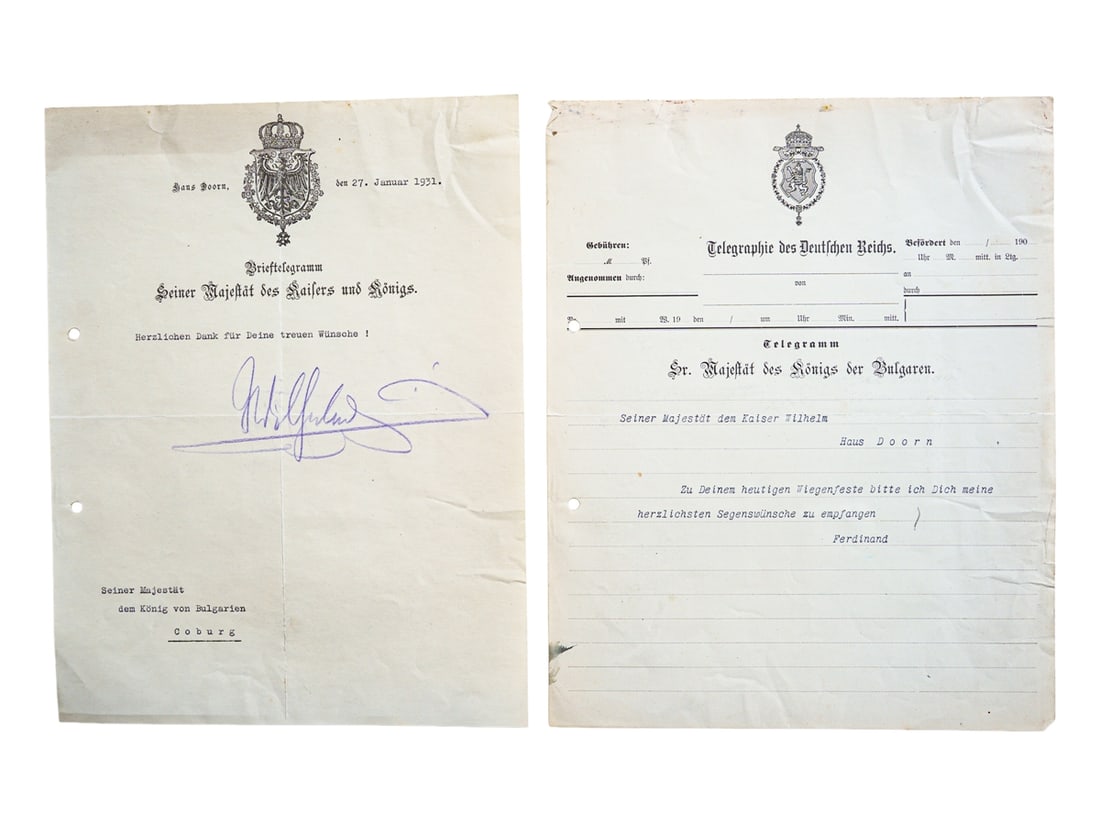 Haus Doorn, den 27. Januar 1931.
Brieftelegramm
Seiner Majestät des Kaisers und Königs.
Herzlichen Dank für Deine treuen Wünsche !
Wilhelm
Seiner Majestät
dem König von Bulgarien
Coburg
Gebühren:
M Pf.
Augenommen durch:
Telegraphie des Deutschen Reichs.
von
Befördert den / 190
Uhr M. mitt. in Ltg.
an
durch
mit W. 19 den / um Uhr Min. mitt.
Telegramm
Sr. Majestät des Königs der Bulgaren.
Seiner Majestät dem Kaiser Wilhelm
Haus Doorn
Zu Deinem heutigen Wiegenfeste bitte ich Dich meine
herzlichsten Segenswünsche zu empfangen
Ferdinand